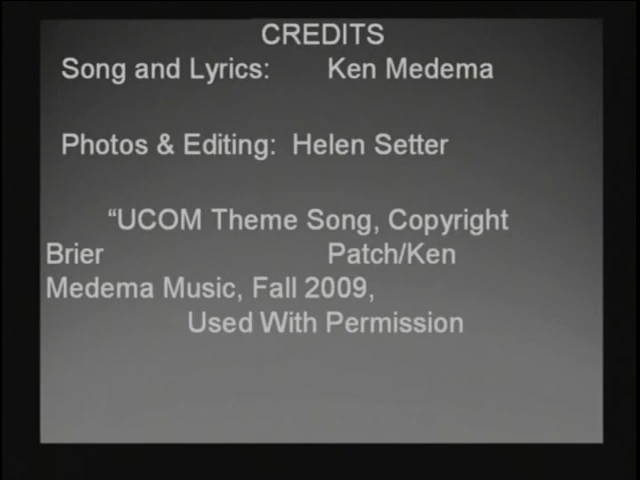 CREDITS
Song and Lyrics: Ken Medema
Photos & Editing: Helen Setter
“UCOM Theme Song, Copyright
Brier Patch/Ken
Medema Music, Fall 2009,
Used With Permission